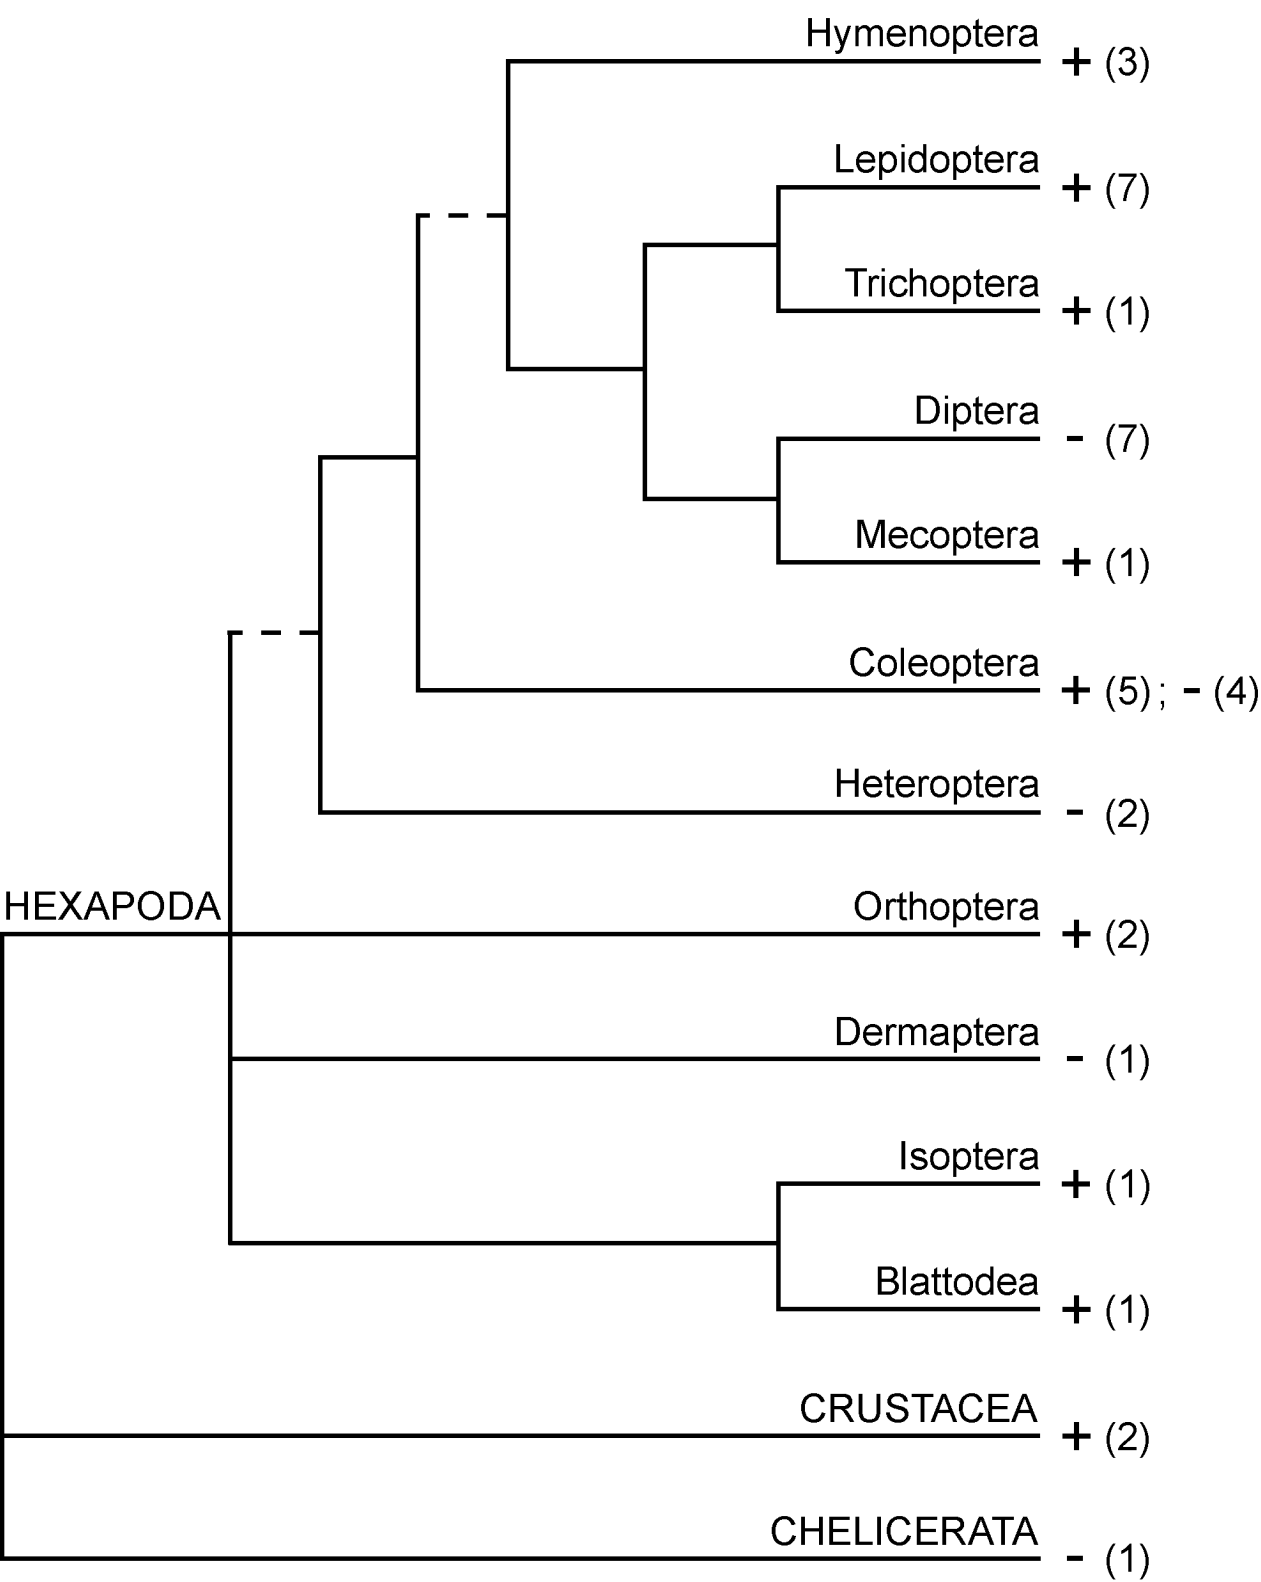 Hymenoptera + (3)
Lepidoptera + (7)
Trichoptera + (1)
Diptera - (7)
Mecoptera + (1)
Coleoptera + (5) ; - (4)
Heteroptera - (2)
HEXAPODA
Orthoptera + (2)
Dermaptera - (1)
Isoptera + (1)
Blattodea + (1)
CRUSTACEA + (2)
CHELICERATA - (1)